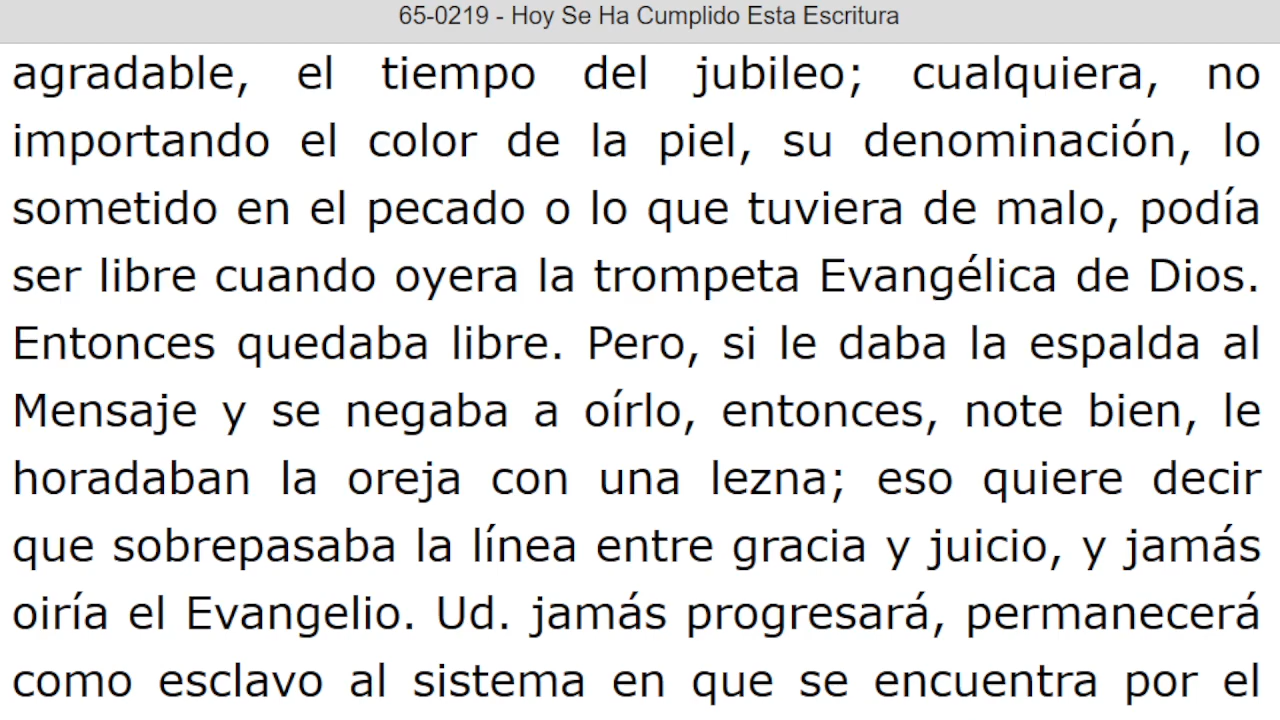 65-0219 - Hoy Se Ha Cumplido Esta Escritura
agradable, el tiempo del jubileo; cualquiera, no
importando el color de la piel, su denominación, lo
sometido en el pecado o lo que tuviera de malo, podía
ser libre cuando oyera la trompeta Evangélica de Dios.
Entonces quedaba libre. Pero, si le daba la espalda al
Mensaje y se negaba a oírlo, entonces, note bien, le
horadaban la oreja con una lezna; eso quiere decir
que sobrepasaba la línea entre gracia y juicio, y jamás
oiría el Evangelio. Ud. jamás progresará, permanecerá
como esclavo al sistema en que se encuentra por el